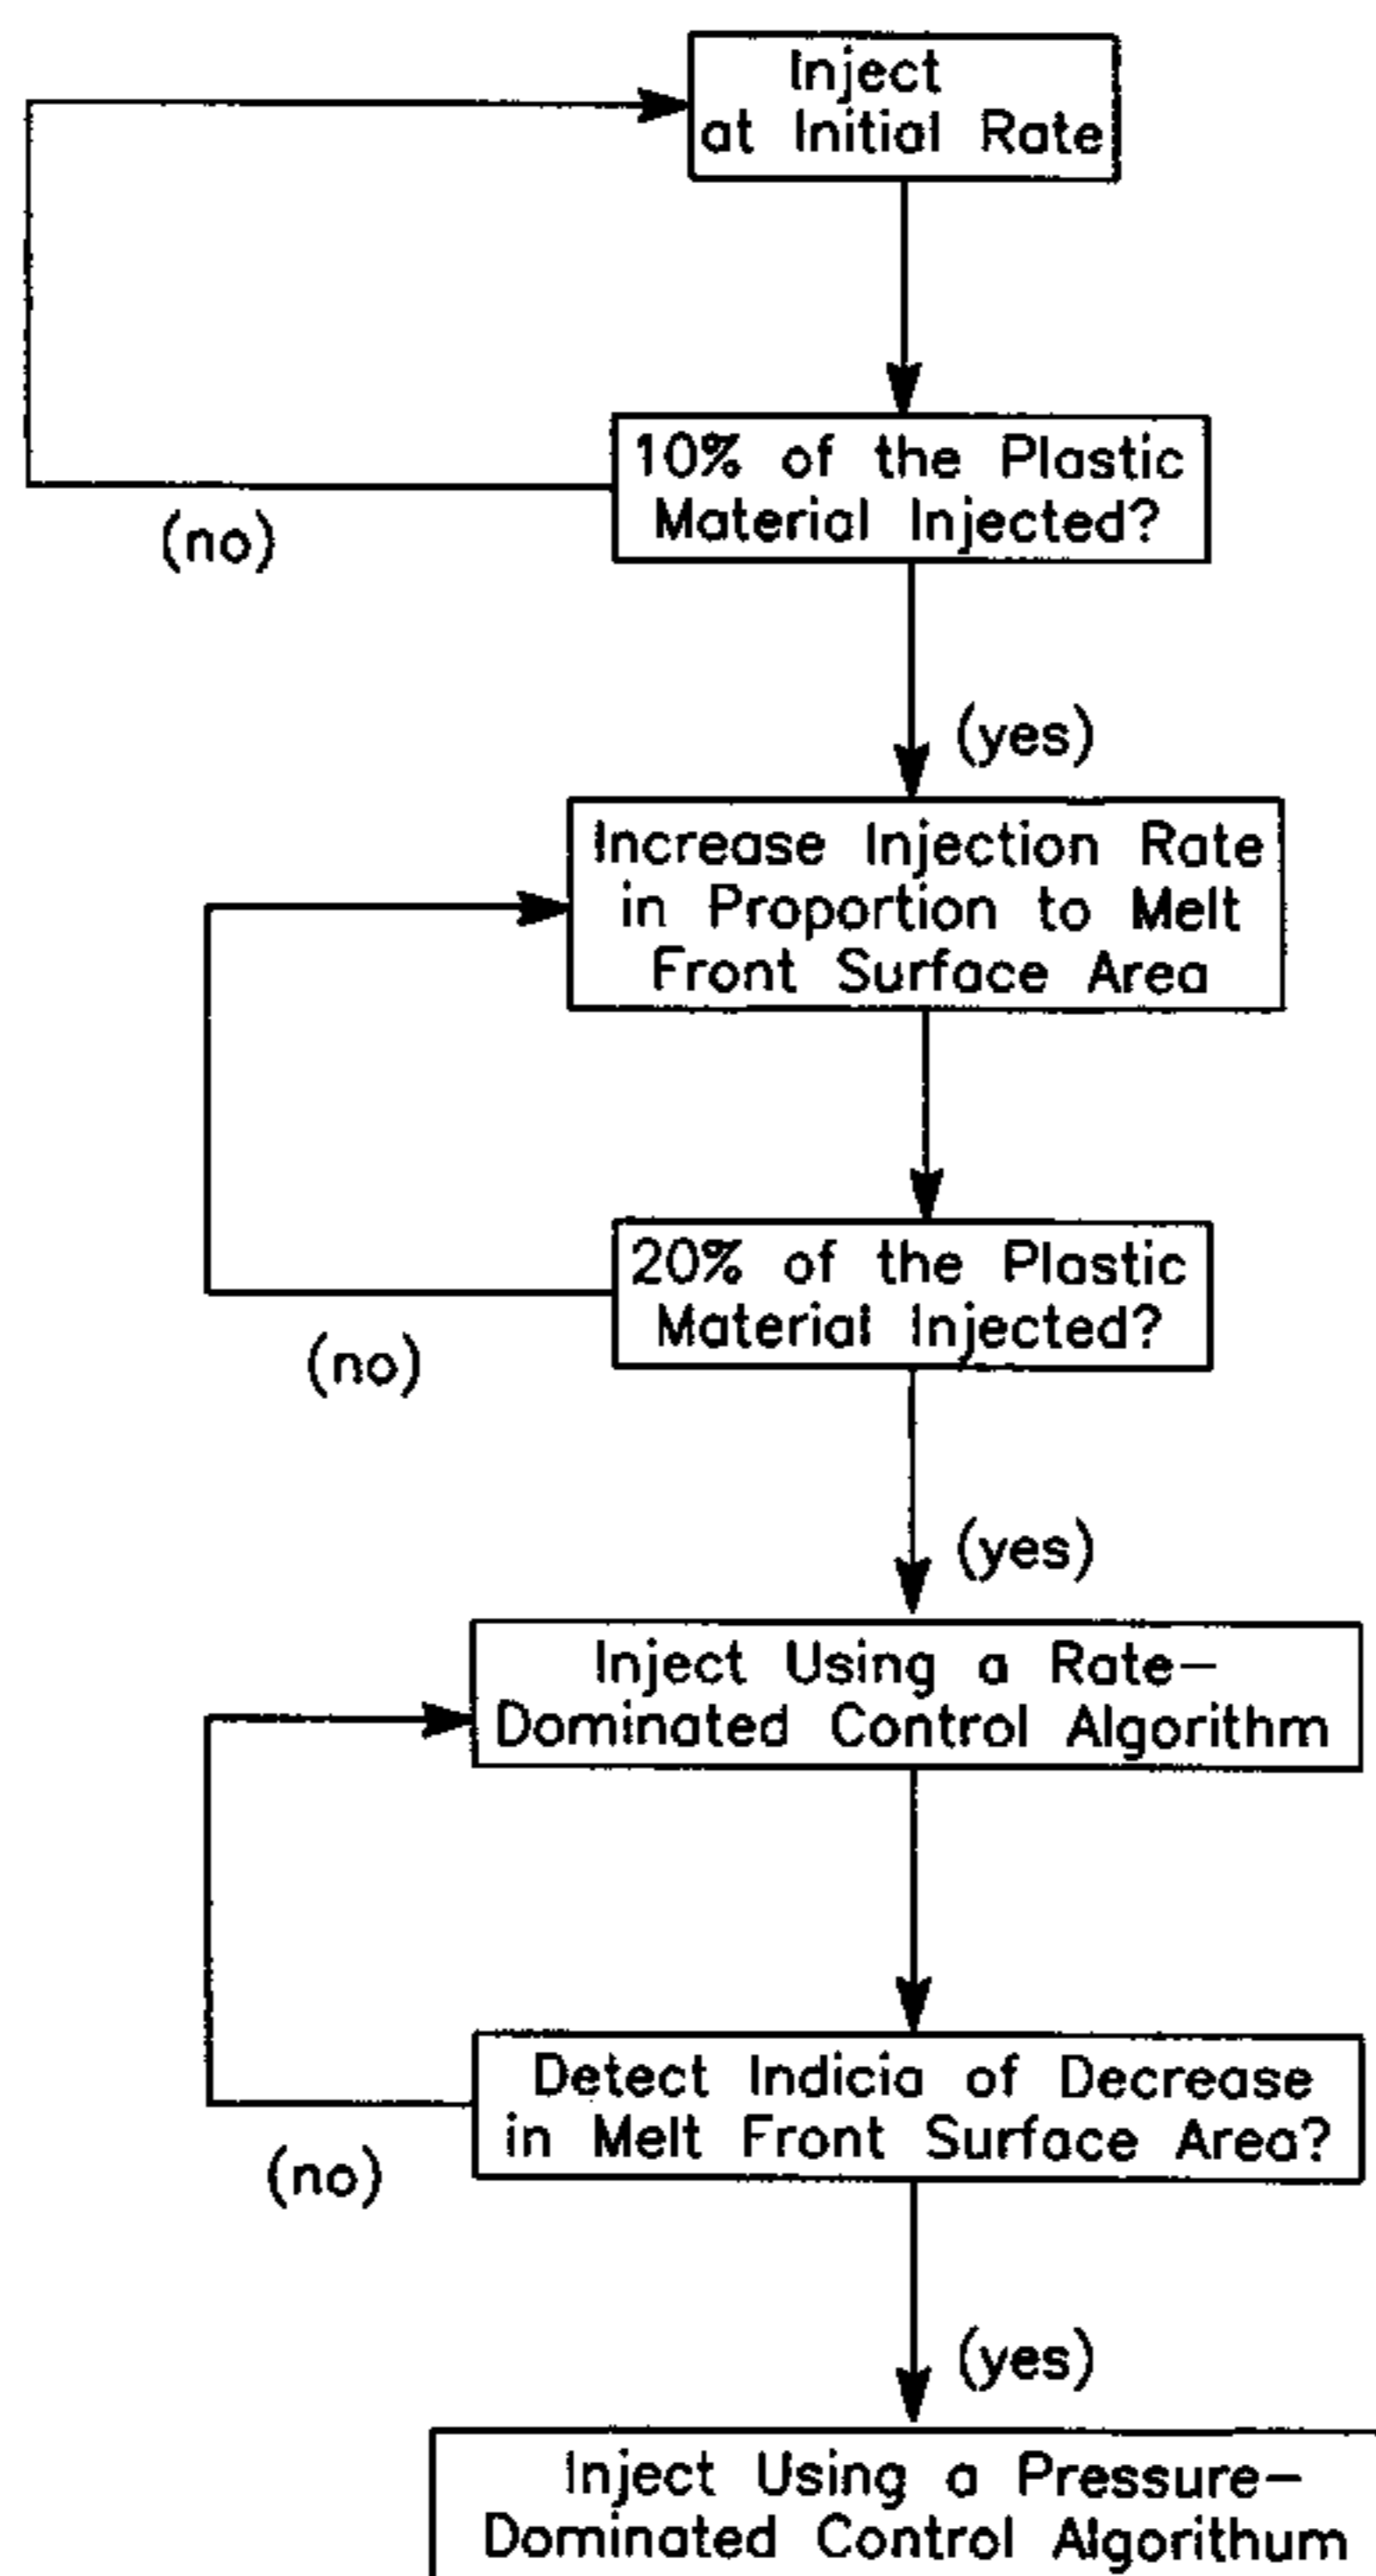 Inject
at Initial Rate
10% of the Plastic
Material Injected?
(no)
(yes)
Increase Injection Rate
in Proportion to Melt
Front Surface Area
20% of the Plastic
Material Injected?
(no)
(yes)
Inject Using a Rate-
Dominated Control Algorithm
Detect Indicia of Decrease
in Melt Front Surface Area?
(no)
(yes)
Inject Using a Pressure-
Dominated Control Algorithum